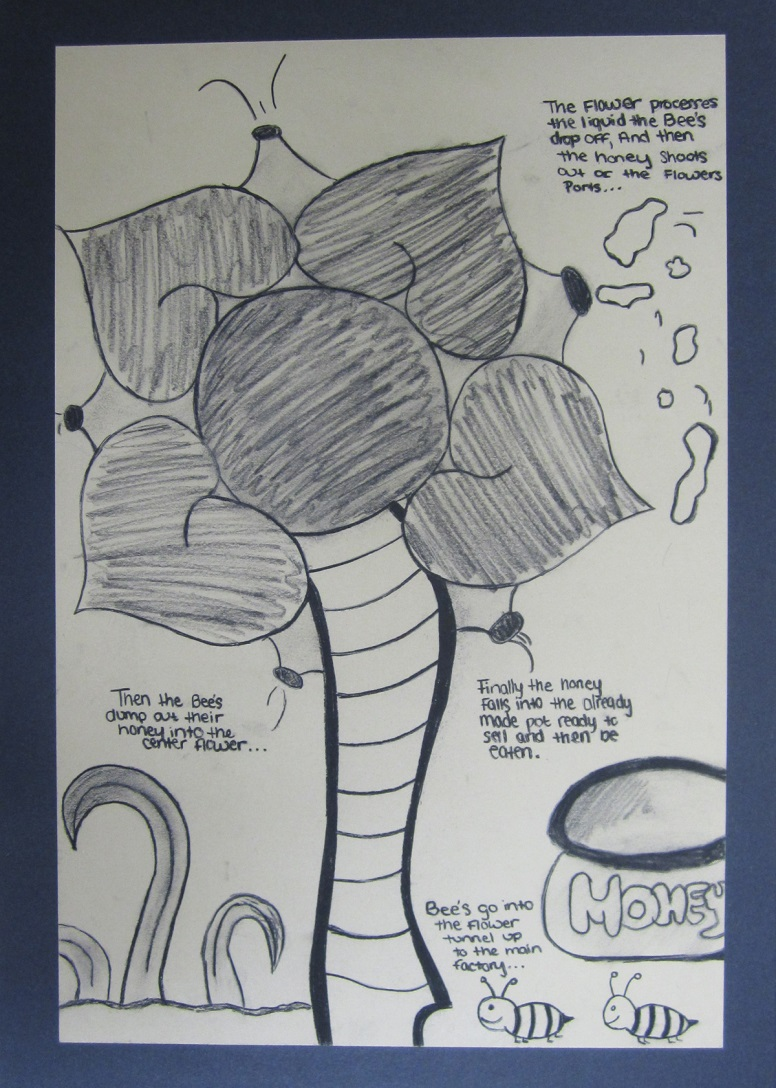 The Flower processes
the liquid the Bee's
drop off, And then
the honey shoots
out of the Flowers
Ports...
Then the Bee's
dump out their
honey into the
center flower...
Finally the honey
Falls into the already
made pot ready to
sell and then be
eaten.
Bee's go into
the flower
tunnel up
to the main
factory...
HONEY